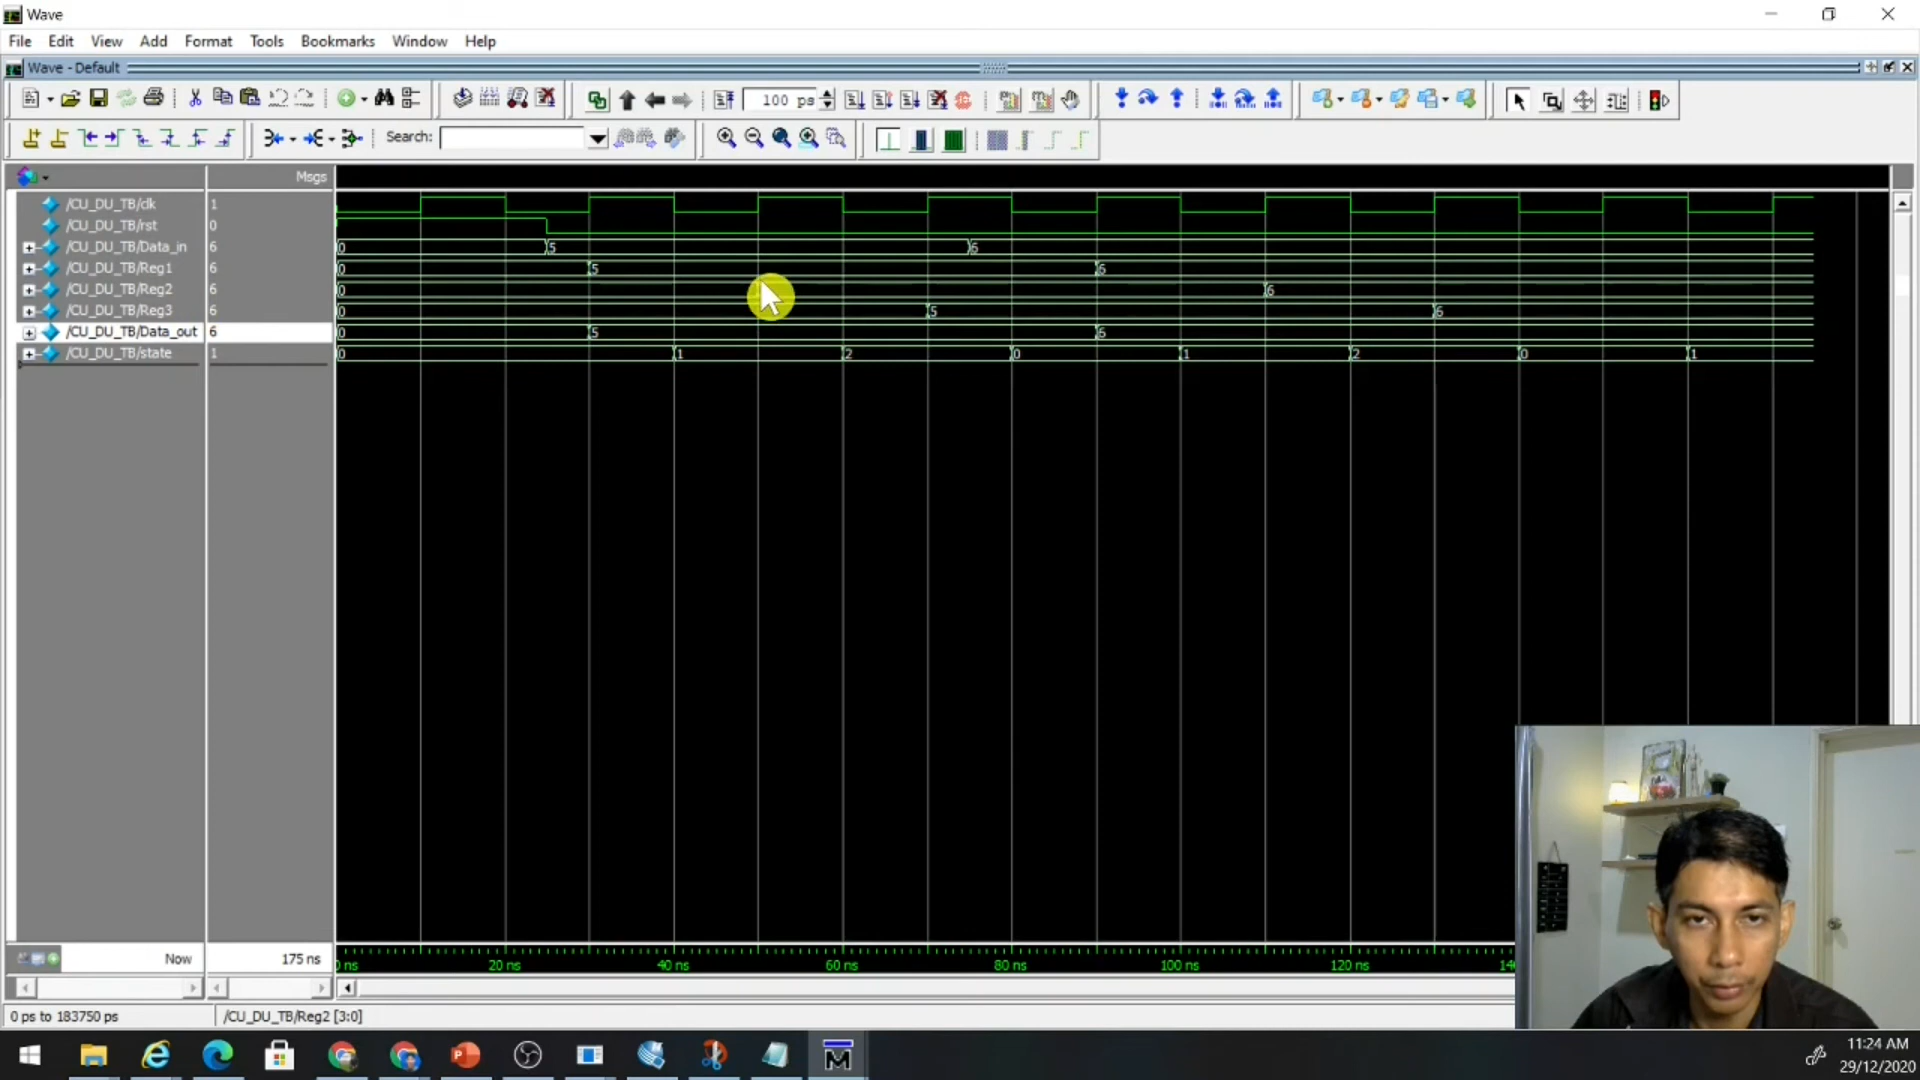 Wave
File Edit View Add Format Tools Bookmarks Window Help
Wave - Default
100 ps
Search:
Msgs
/CU_DU_TB/clk 1
/CU_DU_TB/rst 0
/CU_DU_TB/Data_in 6 0 5 6
/CU_DU_TB/Reg1 6 0 5 6
/CU_DU_TB/Reg2 6 0 6
/CU_DU_TB/Reg3 6 0 5 6
/CU_DU_TB/Data_out 6 0 5 6
/CU_DU_TB/state 1 0 1 2 0 1 2 0 1
Now 175 ns ns 20 ns 40 ns 60 ns 80 ns 100 ns 120 ns 14
0 ps to 183750 ps /CU_DU_TB/Reg2 [3:0]
11:24 AM
29/12/2020